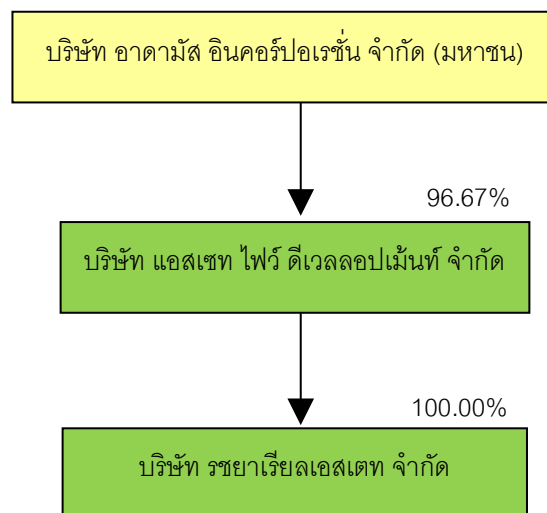 บริษัท อาดามัส อินคอร์ปอเรชั่น จำกัด (มหาชน)
96.67%
บริษัท แอสเซท ไฟว์ ดีเวลลอปเม้นท์ จำกัด
100.00%
บริษัท รชยาเรียลเอสเตท จำกัด